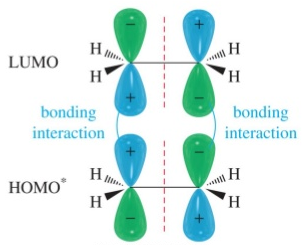 − +
H H
LUMO
H H
+ −
bonding interaction
bonding interaction
+ −
H H
HOMO*
H H
− +